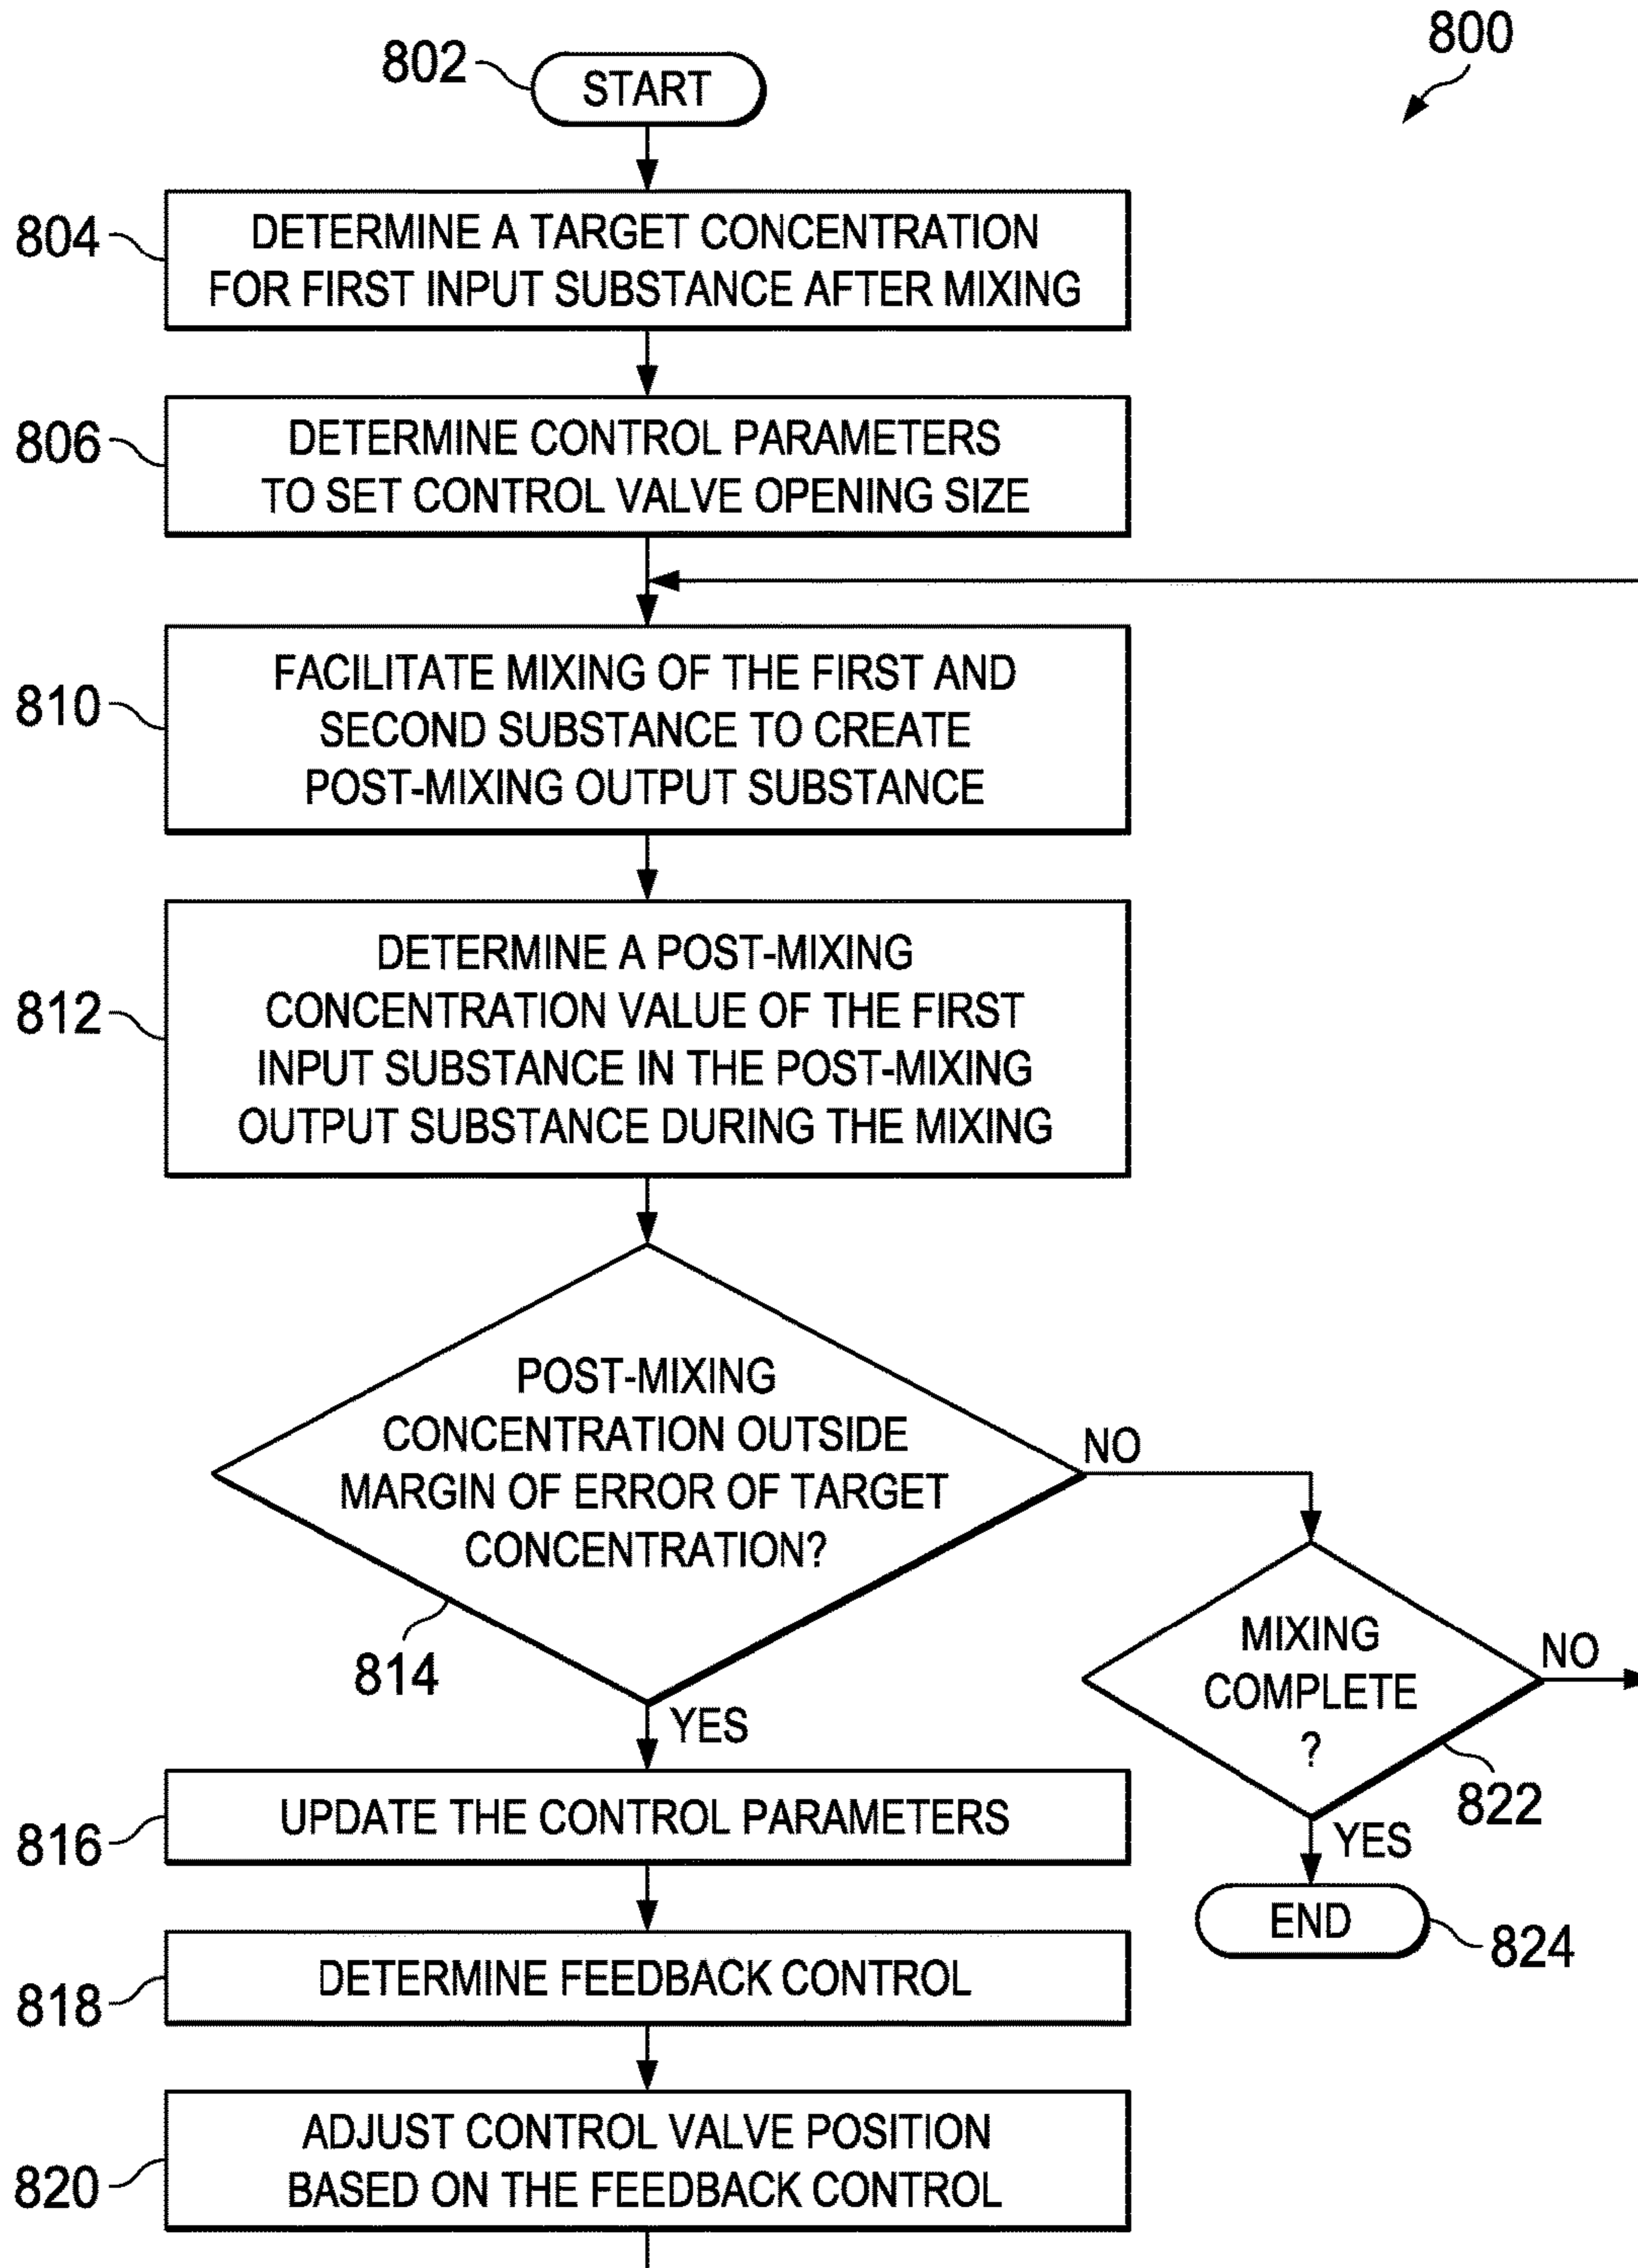 800
802
START
804
DETERMINE A TARGET CONCENTRATION
FOR FIRST INPUT SUBSTANCE AFTER MIXING
806
DETERMINE CONTROL PARAMETERS
TO SET CONTROL VALVE OPENING SIZE
810
FACILITATE MIXING OF THE FIRST AND
SECOND SUBSTANCE TO CREATE
POST-MIXING OUTPUT SUBSTANCE
812
DETERMINE A POST-MIXING
CONCENTRATION VALUE OF THE FIRST
INPUT SUBSTANCE IN THE POST-MIXING
OUTPUT SUBSTANCE DURING THE MIXING
POST-MIXING
CONCENTRATION OUTSIDE
MARGIN OF ERROR OF TARGET
CONCENTRATION?
NO
814
YES
MIXING
COMPLETE
?
NO
822
YES
END
824
816
UPDATE THE CONTROL PARAMETERS
818
DETERMINE FEEDBACK CONTROL
820
ADJUST CONTROL VALVE POSITION
BASED ON THE FEEDBACK CONTROL